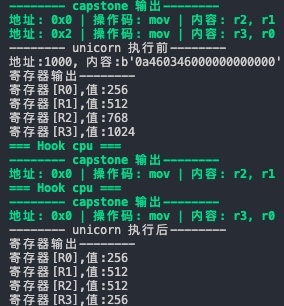 -------- capstone 输出--------
地址: 0x0 | 操作码: mov | 内容: r2, r1
地址: 0x2 | 操作码: mov | 内容: r3, r0
-------- unicorn 执行前--------
地址:1000, 内容:b'0a460346000000000000'
寄存器输出--------
寄存器[R0],值:256
寄存器[R1],值:512
寄存器[R2],值:768
寄存器[R3],值:1024
=== Hook cpu ===
-------- capstone 输出--------
地址: 0x0 | 操作码: mov | 内容: r2, r1
=== Hook cpu ===
-------- capstone 输出--------
地址: 0x0 | 操作码: mov | 内容: r3, r0
-------- unicorn 执行后--------
寄存器输出--------
寄存器[R0],值:256
寄存器[R1],值:512
寄存器[R2],值:512
寄存器[R3],值:256